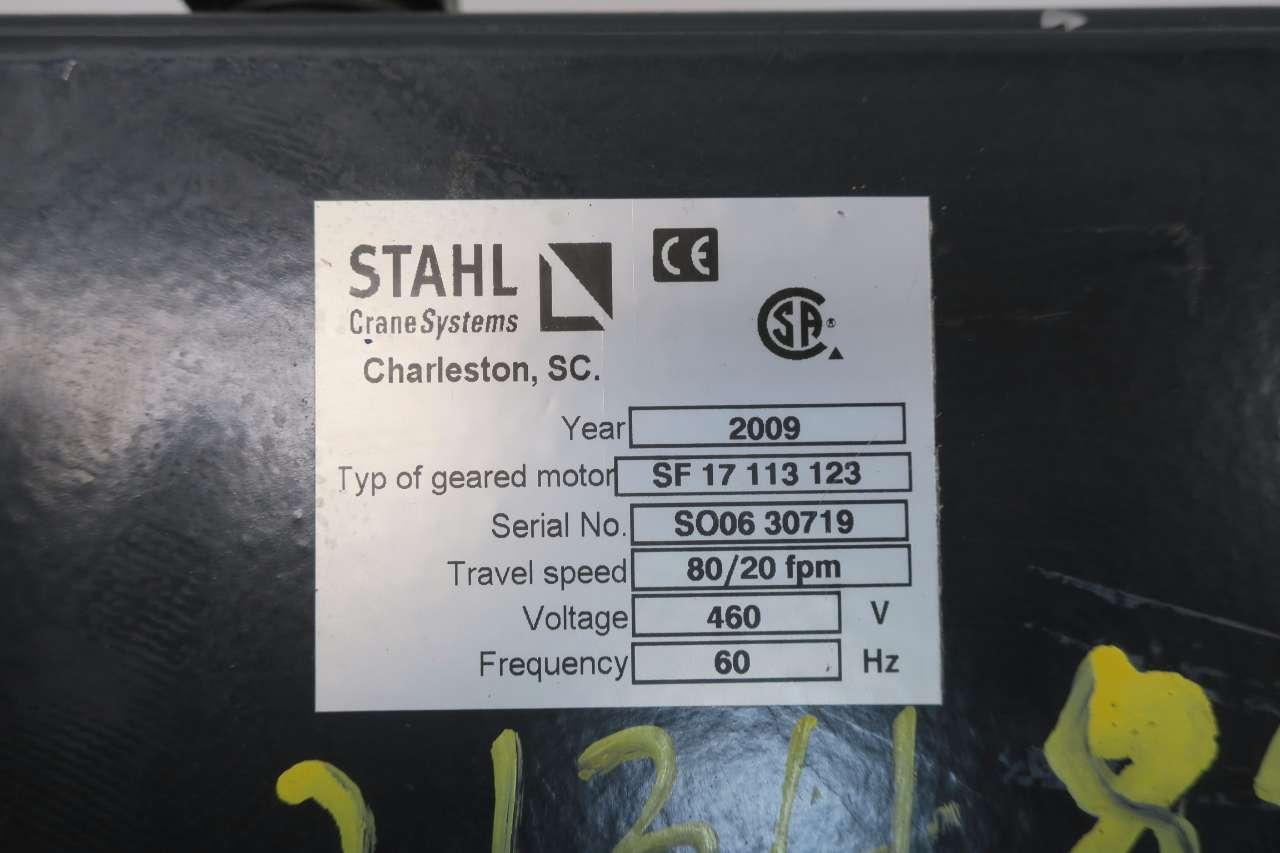 STAHL
CraneSystems
CE
SA®
Charleston, SC.
Year 2009
Typ of geared motor SF 17 113 123
Serial No. SO06 30719
Travel speed 80/20 fpm
Voltage 460 V
Frequency 60 Hz